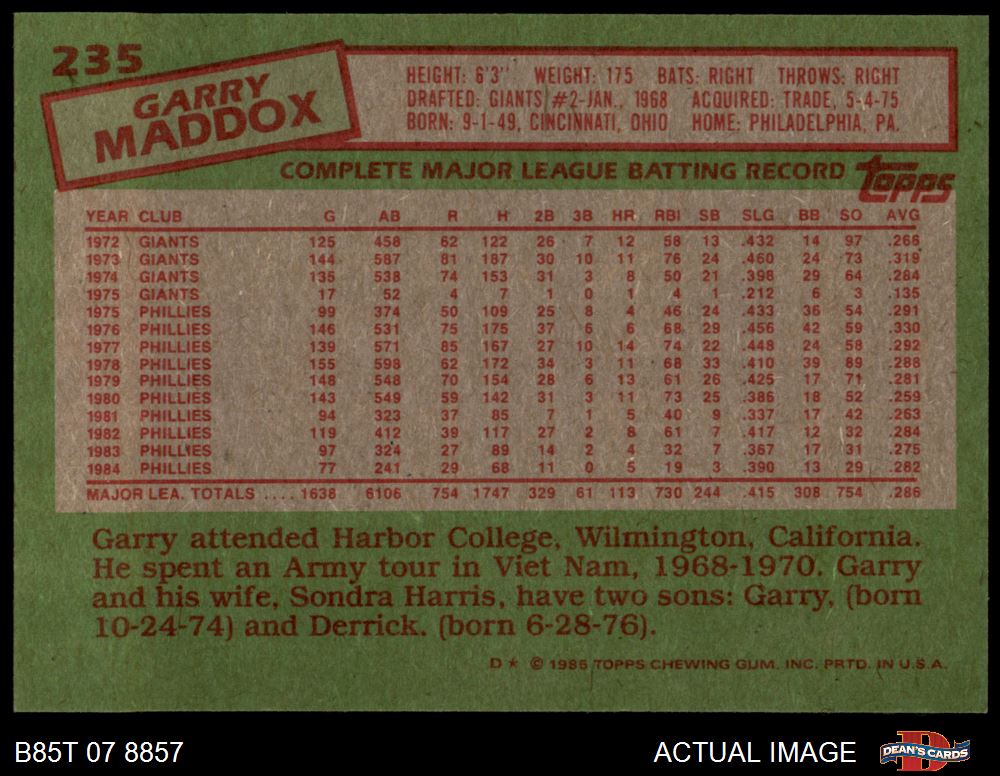 235
GARRY
MADDOX
HEIGHT: 6'3" WEIGHT: 175 BATS: RIGHT THROWS: RIGHT
DRAFTED: GIANTS #2-JAN., 1968 ACQUIRED: TRADE, 5-4-75
BORN: 9-1-49, CINCINNATI, OHIO HOME: PHILADELPHIA, PA.
COMPLETE MAJOR LEAGUE BATTING RECORD Topps
YEAR CLUB G AB R H 2B 3B HR RBI SB SLG BB SO AVG
1972 GIANTS 125 458 62 122 26 7 12 58 13 .432 14 97 .266
1973 GIANTS 144 587 81 187 30 10 11 76 24 .460 24 73 .319
1974 GIANTS 135 538 74 153 31 3 8 50 21 .398 29 64 .284
1975 GIANTS 17 52 4 7 1 0 1 4 1 .212 6 3 .135
1975 PHILLIES 99 374 50 109 25 8 4 46 24 .433 36 54 .291
1976 PHILLIES 146 531 75 175 37 6 6 68 29 .456 42 59 .330
1977 PHILLIES 139 571 85 167 27 10 14 74 22 .448 24 58 .292
1978 PHILLIES 155 598 62 172 34 3 11 68 33 .410 39 89 .288
1979 PHILLIES 148 548 70 154 28 6 13 61 26 .425 17 71 .281
1980 PHILLIES 143 549 59 142 31 3 11 73 25 .386 18 52 .259
1981 PHILLIES 94 323 37 85 7 1 5 40 9 .337 17 42 .263
1982 PHILLIES 119 412 39 117 27 2 8 61 7 .417 12 32 .284
1983 PHILLIES 97 324 27 89 14 2 4 32 7 .367 17 31 .275
1984 PHILLIES 77 241 29 68 11 0 5 19 3 .390 13 29 .282
MAJOR LEA. TOTALS .... 1638 6106 754 1747 329 61 113 730 244 .415 308 754 .286
Garry attended Harbor College, Wilmington, California.
He spent an Army tour in Viet Nam, 1968-1970. Garry
and his wife, Sondra Harris, have two sons: Garry, (born
10-24-74) and Derrick, (born 6-28-76).
D ★ © 1985 TOPPS CHEWING GUM, INC. PRTD. IN U.S.A.
B85T 07 8857 ACTUAL IMAGE DEAN'S CARDS